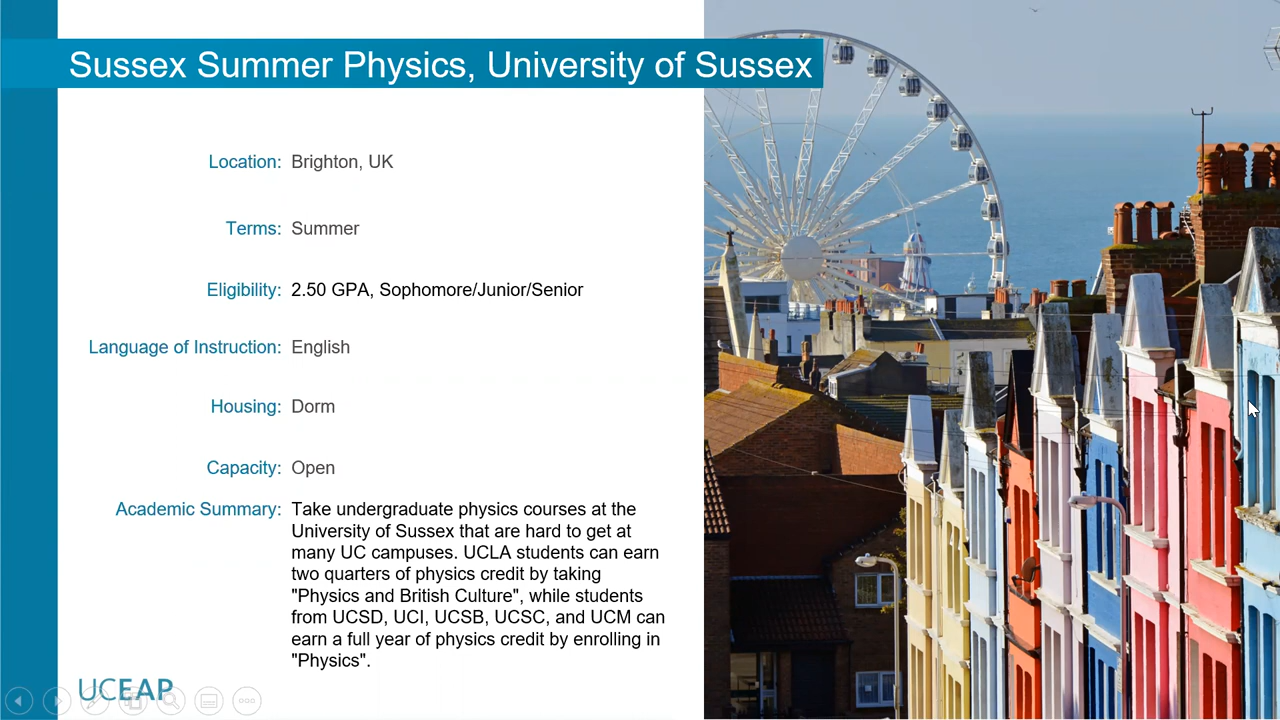 Sussex Summer Physics, University of Sussex
Location: Brighton, UK
Terms: Summer
Eligibility: 2.50 GPA, Sophomore/Junior/Senior
Language of Instruction: English
Housing: Dorm
Capacity: Open
Academic Summary: Take undergraduate physics courses at the
University of Sussex that are hard to get at
many UC campuses. UCLA students can earn
two quarters of physics credit by taking
"Physics and British Culture", while students
from UCSD, UCI, UCSB, UCSC, and UCM can
earn a full year of physics credit by enrolling in
"Physics".
UCEAP